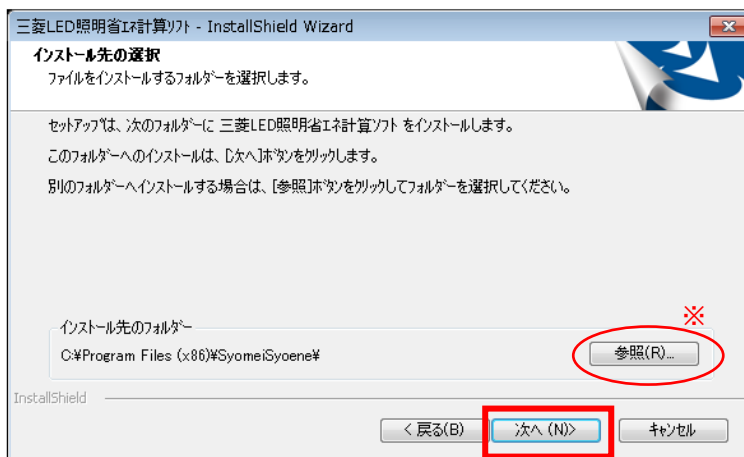 三菱LED照明省ｴﾈ計算ｿﾌﾄ - InstallShield Wizard
インストール先の選択
ファイルをインストールするフォルダーを選択します。
セットアップは、次のフォルダーに 三菱LED照明省ｴﾈ計算ｿﾌﾄ をインストールします。
このフォルダーへのインストールは、[次へ]ボタンをクリックします。
別のフォルダーへインストールする場合は、[参照]ボタンをクリックしてフォルダーを選択してください。
※
インストール先のフォルダー
C:¥Program Files (x86)¥SyomeiSyoene¥
参照(R)...
InstallShield
< 戻る(B)
次へ (N)>
キャンセル